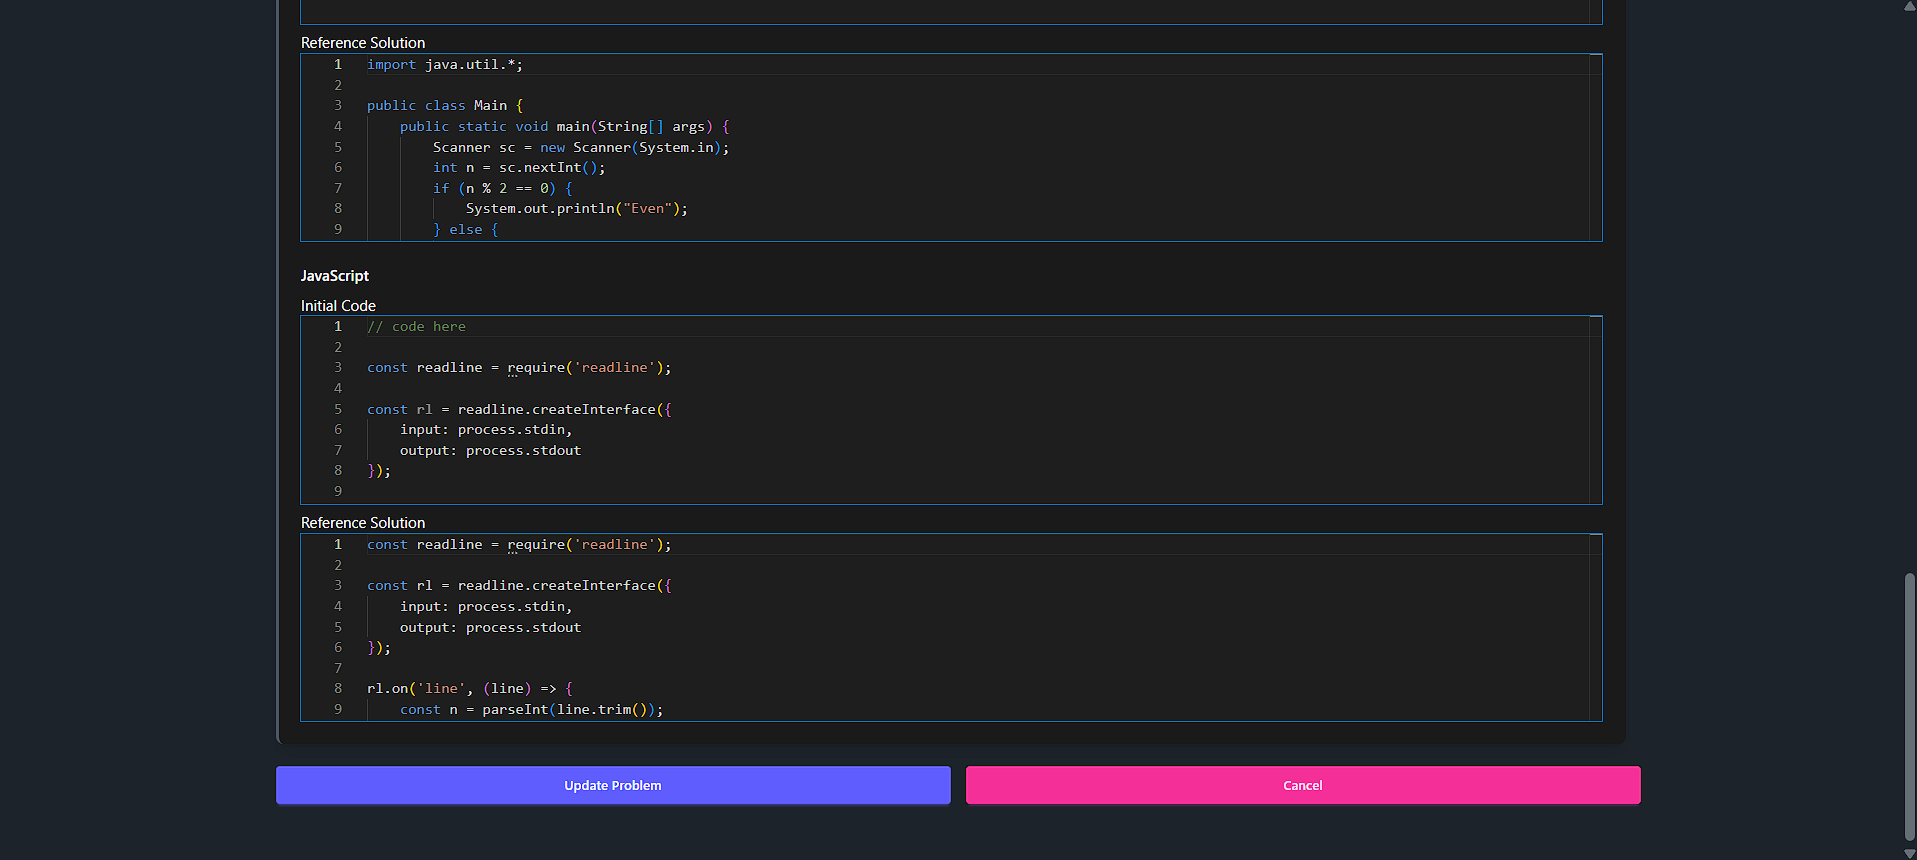 Reference Solution
1 import java.util.*;
2
3 public class Main {
4     public static void main(String[] args) {
5         Scanner sc = new Scanner(System.in);
6         int n = sc.nextInt();
7         if (n % 2 == 0) {
8             System.out.println("Even");
9         } else {
JavaScript
Initial Code
1 // code here
2
3 const readline = require('readline');
4
5 const rl = readline.createInterface({
6     input: process.stdin,
7     output: process.stdout
8 });
9
Reference Solution
1 const readline = require('readline');
2
3 const rl = readline.createInterface({
4     input: process.stdin,
5     output: process.stdout
6 });
7
8 rl.on('line', (line) => {
9     const n = parseInt(line.trim());
Update Problem
Cancel